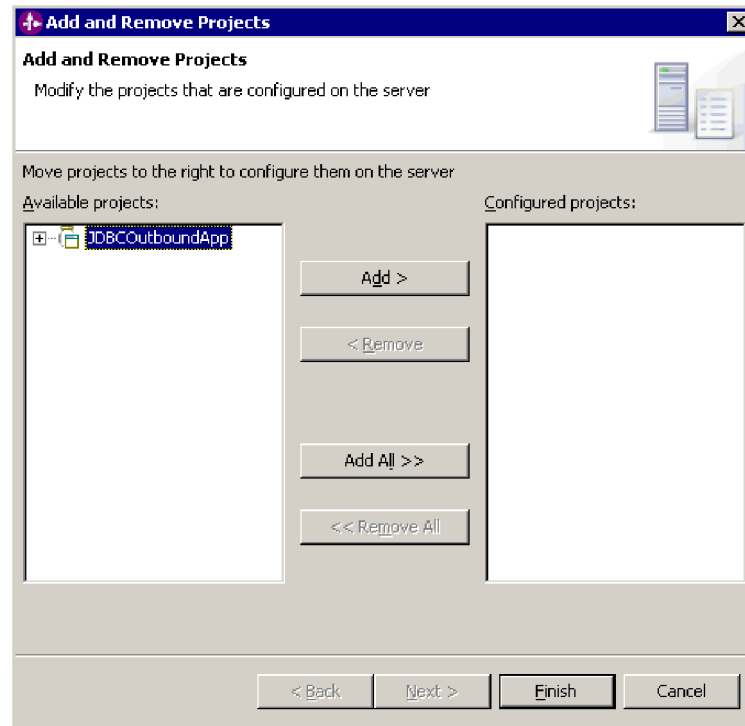 Add and Remove Projects
Add and Remove Projects
Modify the projects that are configured on the server
Move projects to the right to configure them on the server
Available projects:
Configured projects:
JDBCOutboundApp
Add >
< Remove
Add All >>
<< Remove All
< Back
Next >
Finish
Cancel